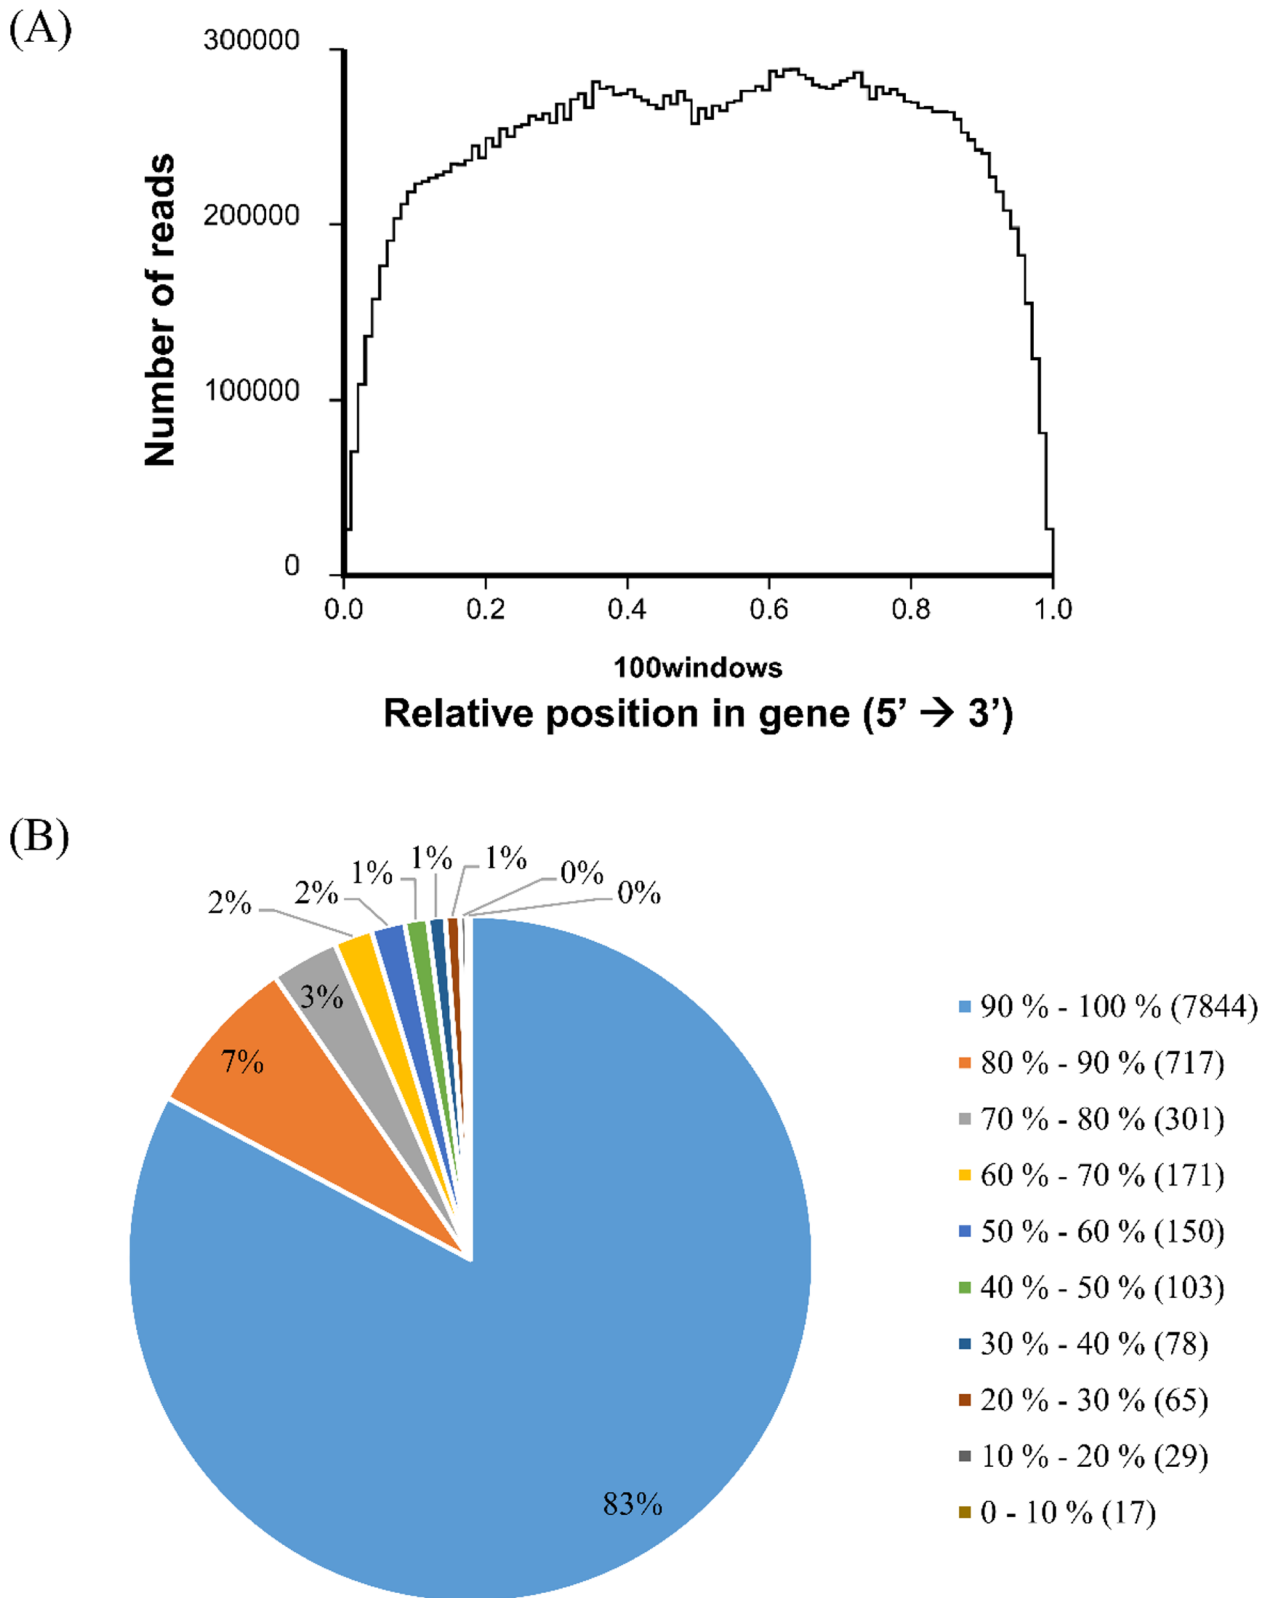 (A)
300000
200000
100000
0
Number of reads
0.0 0.2 0.4 0.6 0.8 1.0
100windows
Relative position in gene (5’ → 3’)
(B)
2% 2% 1% 1% 1% 0% 0%
3%
7%
83%
90 % - 100 % (7844)
80 % - 90 % (717)
70 % - 80 % (301)
60 % - 70 % (171)
50 % - 60 % (150)
40 % - 50 % (103)
30 % - 40 % (78)
20 % - 30 % (65)
10 % - 20 % (29)
0 - 10 % (17)